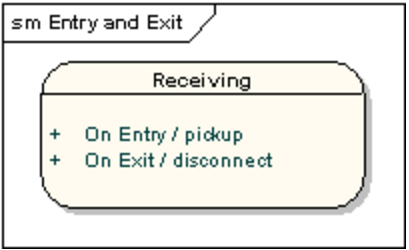 sm Entry and Exit
Receiving
+ On Entry / pickup
+ On Exit / disconnect